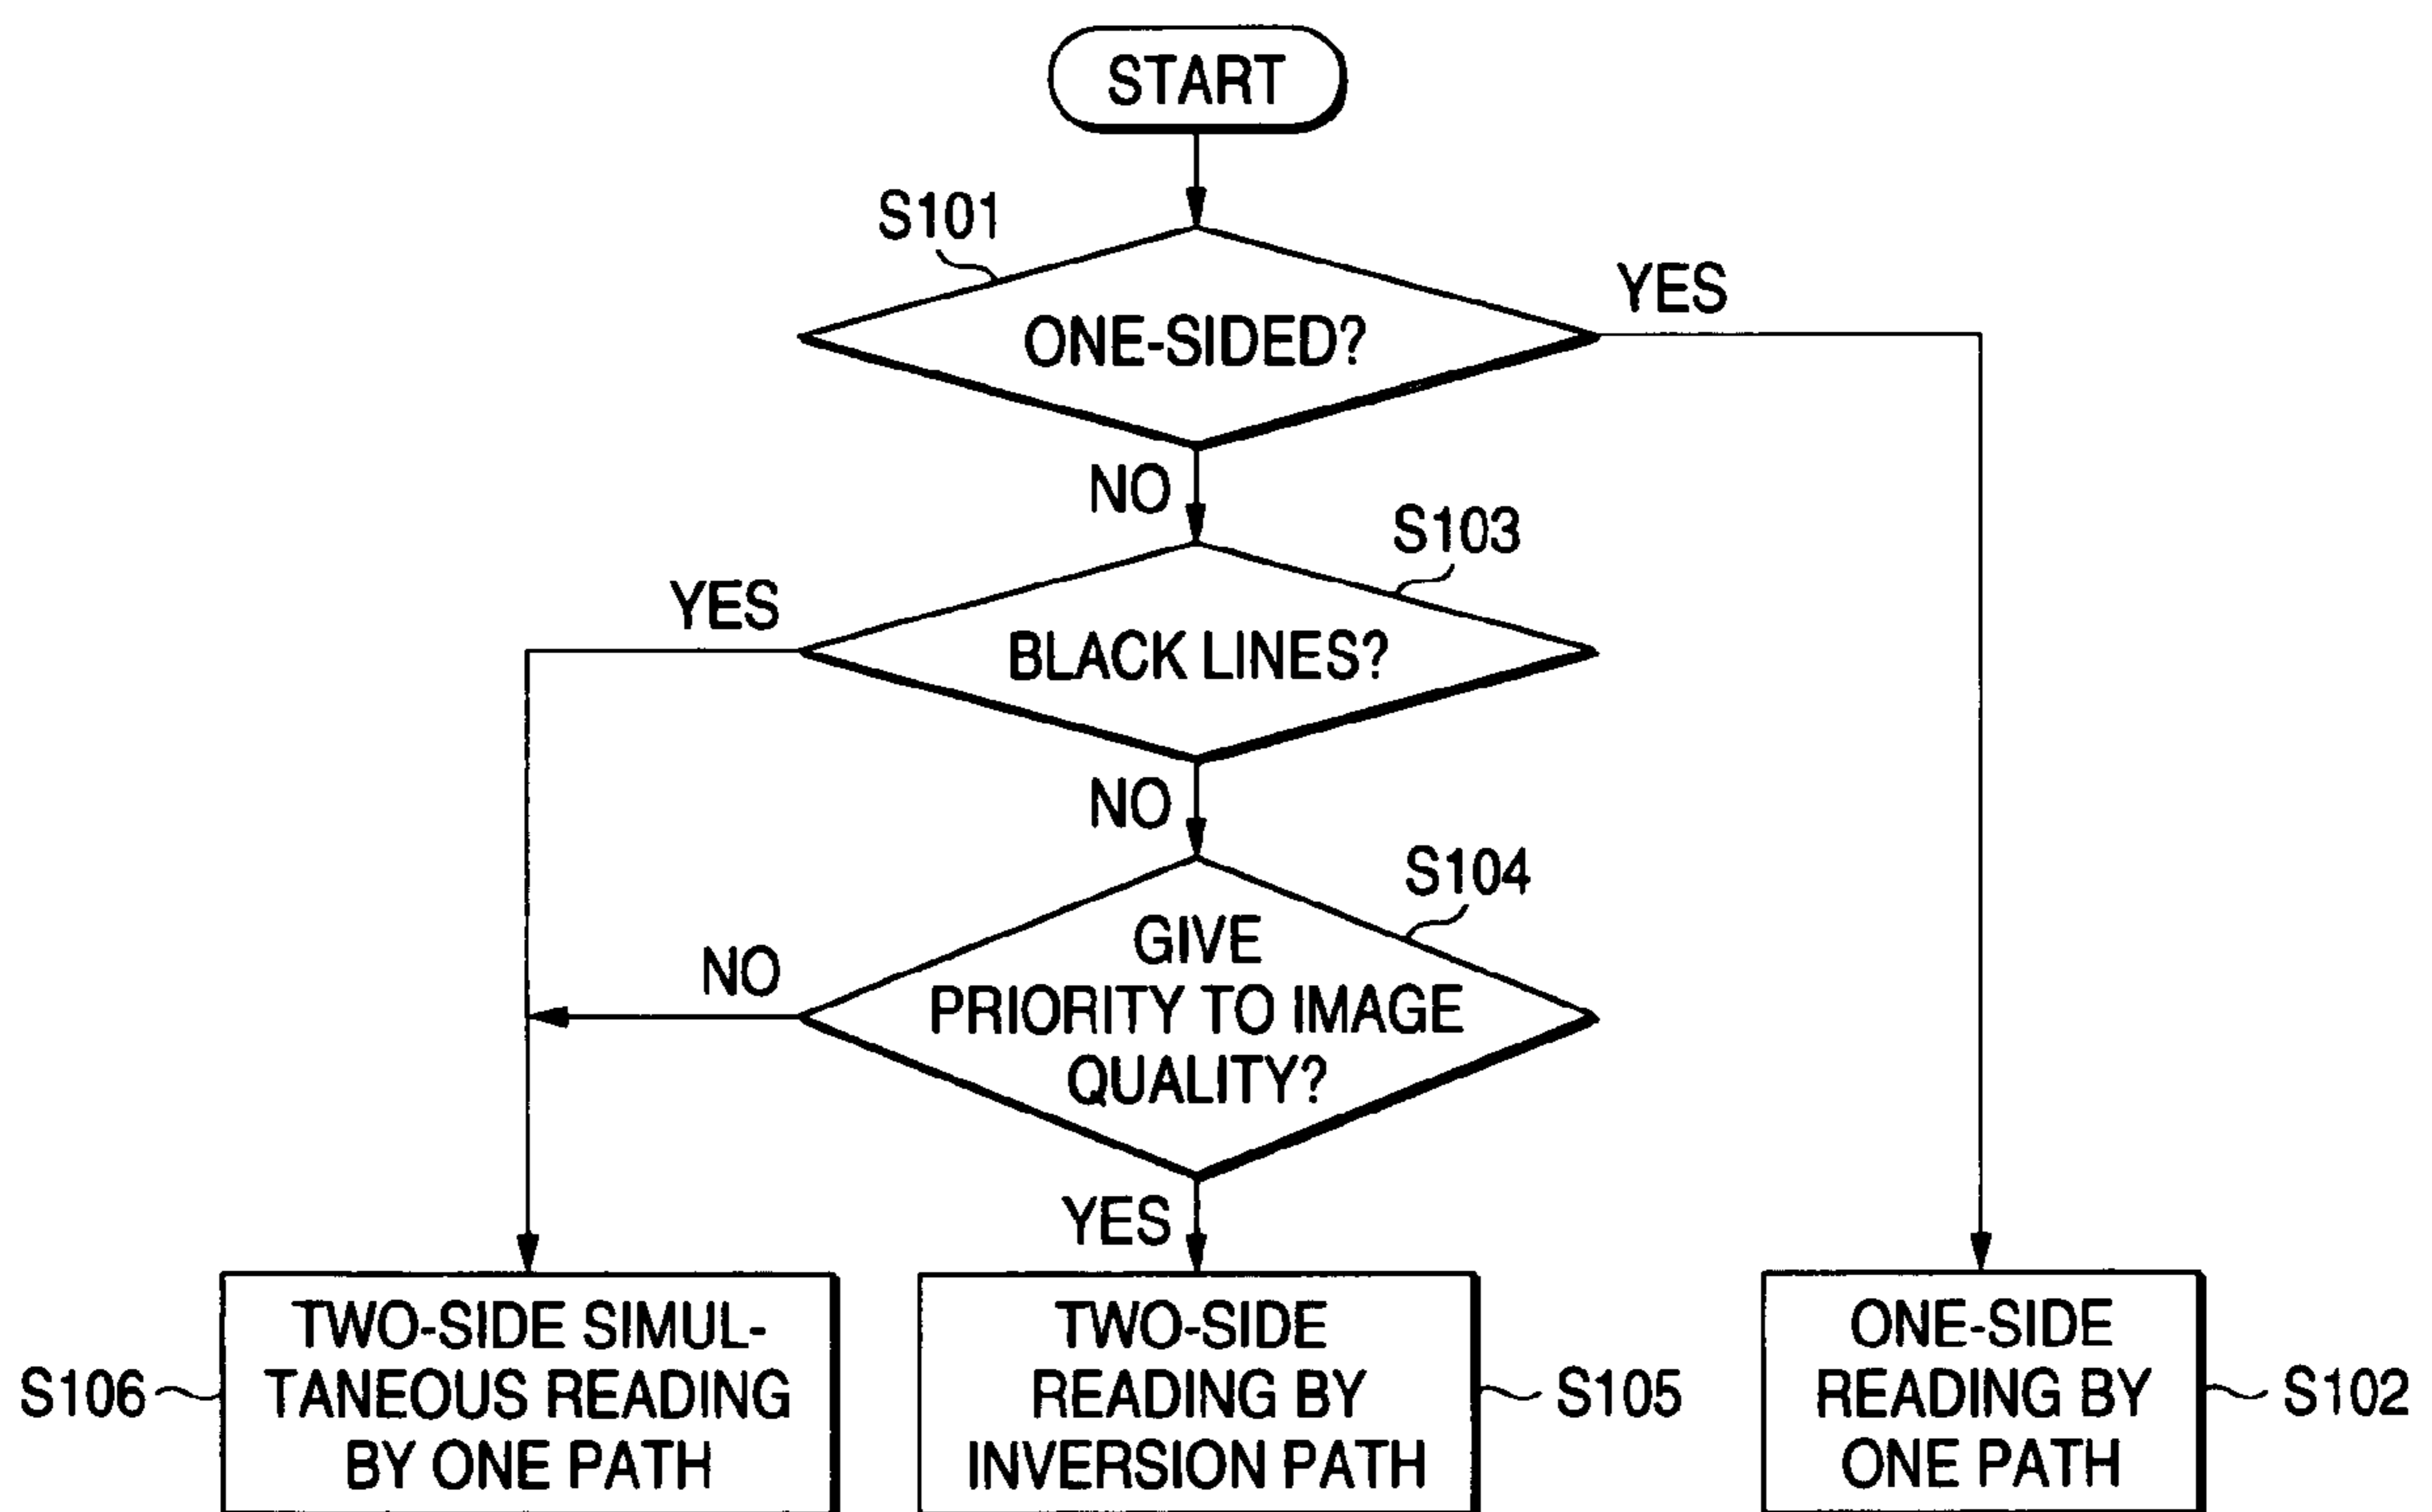 START
S101
YES
ONE-SIDED?
NO
S103
YES
BLACK LINES?
NO
S104
GIVE
PRIORITY TO IMAGE
QUALITY?
NO
YES
S106
TWO-SIDE SIMUL-
TANEOUS READING
BY ONE PATH
TWO-SIDE
READING BY
INVERSION PATH
S105
ONE-SIDE
READING BY
ONE PATH
S102